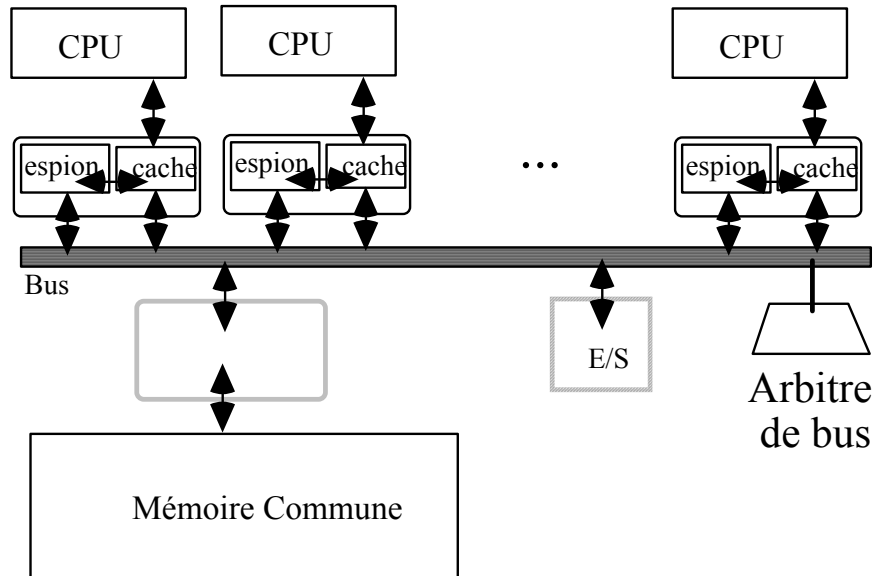 CPU
CPU
CPU
espion
cache
espion
cache
...
espion
cache
Bus
E/S
Arbitre
de bus
Mémoire Commune